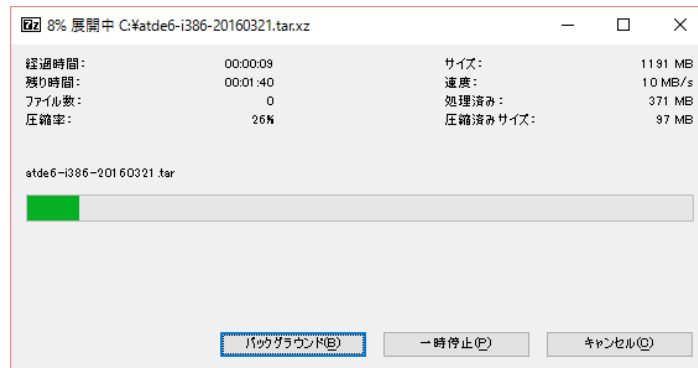 7z 8% 展開中 C:¥atde6-i386-20160321.tar.xz
経過時間: 00:00:09 サイズ: 1191 MB
残り時間: 00:01:40 速度: 10 MB/s
ファイル数: 0 処理済み: 371 MB
圧縮率: 26% 圧縮済みサイズ: 97 MB
atde6-i386-20160321.tar
バックグラウンド(B) 一時停止(P) キャンセル(C)